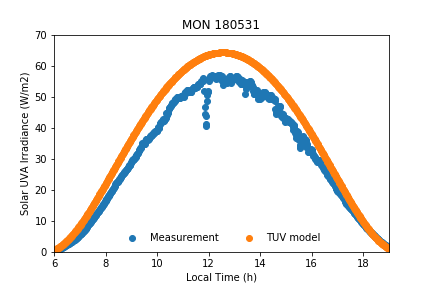 MON 180531
70
60
50
40
30
20
10
0
Solar UVA Irradiance (W/m2)
Measurement TUV model
6 8 10 12 14 16 18
Local Time (h)